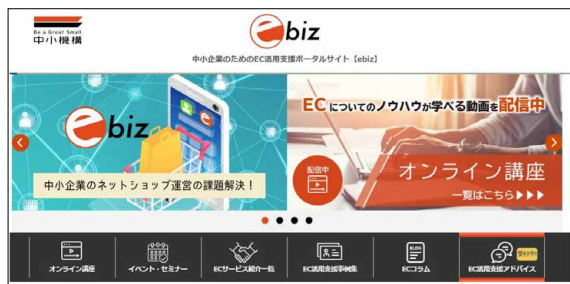 Be a Great Small
中小機構
ebiz
中小企業のためのEC活用支援ポータルサイト【ebiz】
ebiz
中小企業のネットショップ運営の課題解決！
ECについてのノウハウが学べる動画を配信中
配信中
オンライン講座
一覧はこちら▶▶▶
オンライン講座
イベント・セミナー
ECサービス紹介一覧
EC活用支援事例集
BLOG
ECコラム
受付中!
EC活用支援アドバイス